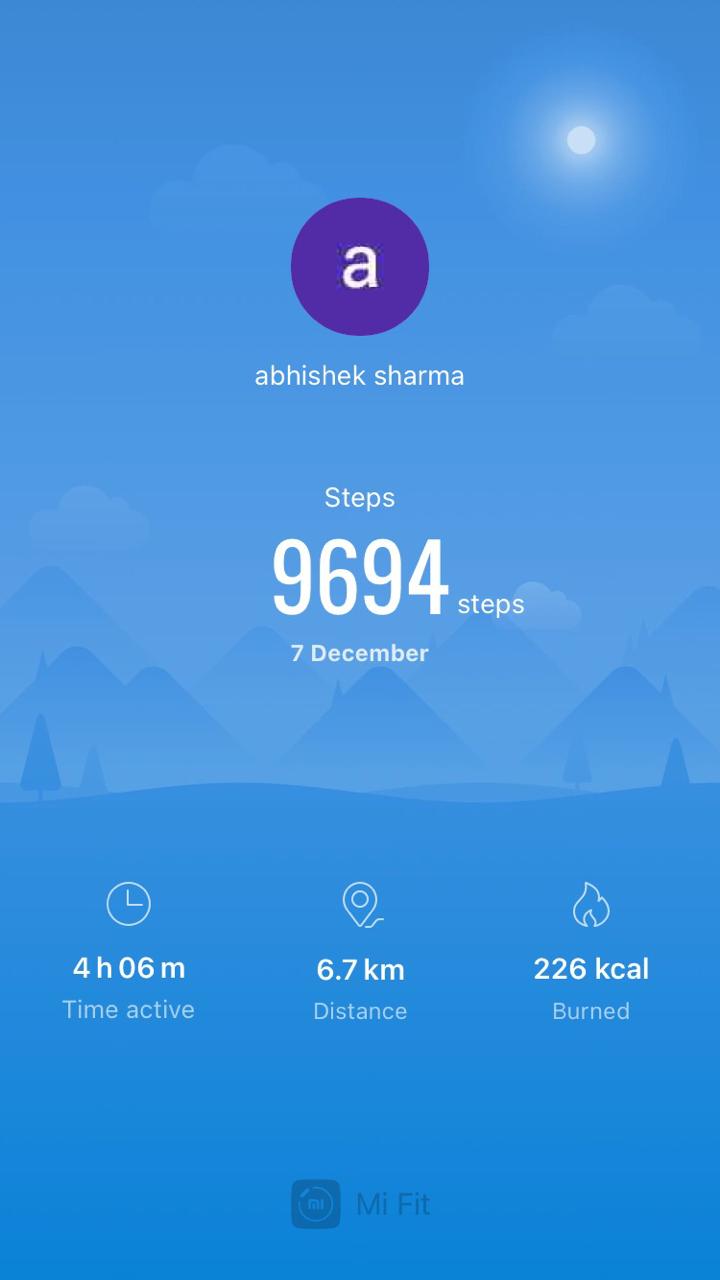 a
abhishek sharma
Steps
9694 steps
7 December
4 h 06 m
Time active
6.7 km
Distance
226 kcal
Burned
mi Mi Fit